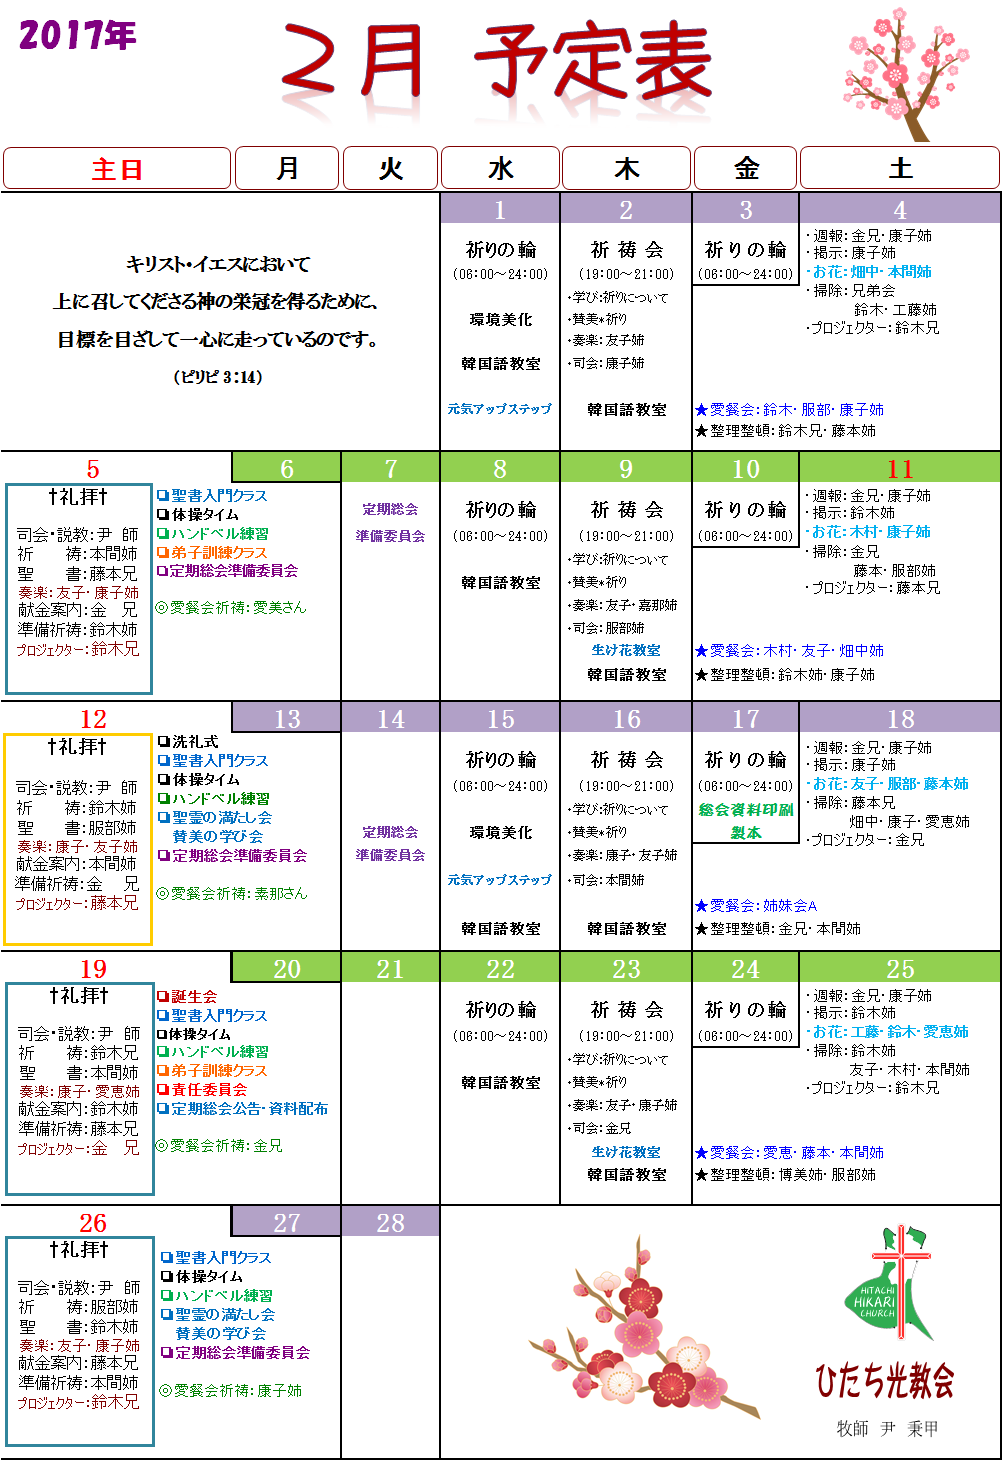 2017年
２月 予定表
主日 月 火 水 木 金 土
キリスト・イエスにおいて
上に召してくださる神の栄冠を得るために、
目標を目ざして一心に走っているのです。
（ピリピ 3：14）
1
祈りの輪
(06:00～24:00)
環境美化
韓国語教室
元気アップステップ
2
祈 祷 会
(19:00～21:00)
・学び：祈りについて
・賛美*祈り
・奏楽：友子姉
・司会：康子姉
韓国語教室
3
祈りの輪
(06:00～24:00)
4
・週報：金兄・康子姉
・掲示：康子姉
・お花：畑中・本間姉
・掃除：兄弟会
鈴木・工藤姉
・プロジェクター：鈴木兄
★愛餐会：鈴木・服部・康子姉
★整理整頓：鈴木兄・藤本姉
5
†礼拝†
司会・説教：尹 師
祈　　祷：本間姉
聖　　書：藤本兄
奏楽：友子・康子姉
献金案内：金　兄
準備祈祷：鈴木姉
プロジェクター：鈴木兄
6
❏聖書入門クラス
❏体操タイム
❏ハンドベル練習
❏弟子訓練クラス
❏定期総会準備委員会
◎愛餐会祈祷：愛美さん
7
定期総会
準備委員会
8
祈りの輪
(06:00～24:00)
韓国語教室
9
祈 祷 会
(19:00～21:00)
・学び：祈りについて
・賛美*祈り
・奏楽：友子・嘉那姉
・司会：服部姉
生け花教室
韓国語教室
10
祈りの輪
(06:00～24:00)
11
・週報：金兄・康子姉
・掲示：鈴木姉
・お花：木村・康子姉
・掃除：金兄
藤本・服部姉
・プロジェクター：藤本兄
★愛餐会：木村・友子・畑中姉
★整理整頓：鈴木姉・康子姉
12
†礼拝†
司会・説教：尹 師
祈　　祷：鈴木姉
聖　　書：服部姉
奏楽：康子・友子姉
献金案内：本間姉
準備祈祷：金　兄
プロジェクター：藤本兄
13
❏洗礼式
❏聖書入門クラス
❏体操タイム
❏ハンドベル練習
❏聖霊の満たし会
賛美の学び会
❏定期総会準備委員会
◎愛餐会祈祷：素那さん
14
定期総会
準備委員会
15
祈りの輪
(06:00～24:00)
環境美化
元気アップステップ
韓国語教室
16
祈 祷 会
(19:00～21:00)
・学び：祈りについて
・賛美*祈り
・奏楽：康子・友子姉
・司会：本間姉
韓国語教室
17
祈りの輪
(06:00～24:00)
総会資料印刷
製本
18
・週報：金兄・康子姉
・掲示：康子姉
・お花：友子・服部・藤本姉
・掃除：藤本兄
畑中・康子・愛恵姉
・プロジェクター：金兄
★愛餐会：姉妹会A
★整理整頓：金兄・本間姉
19
†礼拝†
司会・説教：尹 師
祈　　祷：鈴木兄
聖　　書：本間姉
奏楽：康子・愛恵姉
献金案内：鈴木姉
準備祈祷：藤本兄
プロジェクター：金　兄
20
❏誕生会
❏聖書入門クラス
❏体操タイム
❏ハンドベル練習
❏弟子訓練クラス
❏責任委員会
❏定期総会公告・資料配布
◎愛餐会祈祷：金兄
21
22
祈りの輪
(06:00～24:00)
韓国語教室
23
祈 祷 会
(19:00～21:00)
・学び：祈りについて
・賛美*祈り
・奏楽：友子・康子姉
・司会：金兄
生け花教室
韓国語教室
24
祈りの輪
(06:00～24:00)
25
・週報：金兄・康子姉
・掲示：鈴木姉
・お花：工藤・鈴木・愛恵姉
・掃除：鈴木姉
友子・木村・本間姉
・プロジェクター：鈴木兄
★愛餐会：愛恵・藤本・本間姉
★整理整頓：博美姉・服部姉
26
†礼拝†
司会・説教：尹 師
祈　　祷：服部姉
聖　　書：鈴木姉
奏楽：友子・康子姉
献金案内：藤本兄
準備祈祷：本間姉
プロジェクター：鈴木兄
27
❏聖書入門クラス
❏体操タイム
❏ハンドベル練習
❏聖霊の満たし会
賛美の学び会
❏定期総会準備委員会
◎愛餐会祈祷：康子姉
28
HITACHI
HIKARI
CHURCH
ひたち光教会
牧師 尹 秉甲